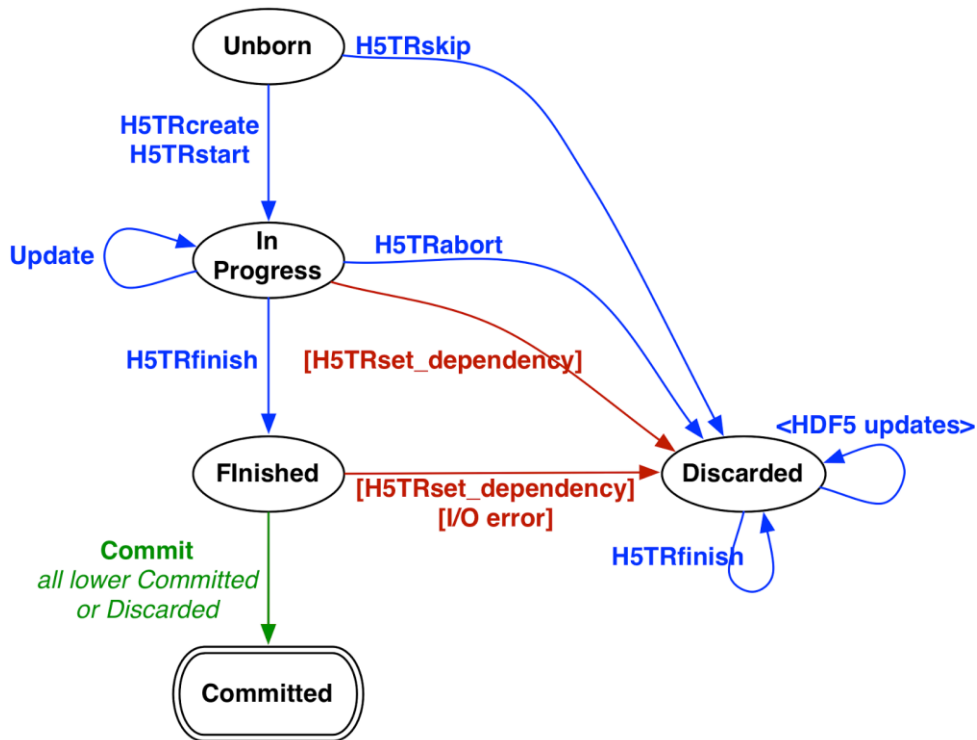 Unborn
H5TRskip
H5TRcreate
H5TRstart
Update
In
Progress
H5TRabort
H5TRfinish
[H5TRset_dependency]
<HDF5 updates>
FInished
[H5TRset_dependency]
[I/O error]
Discarded
H5TRfinish
Commit
all lower Committed
or Discarded
Committed